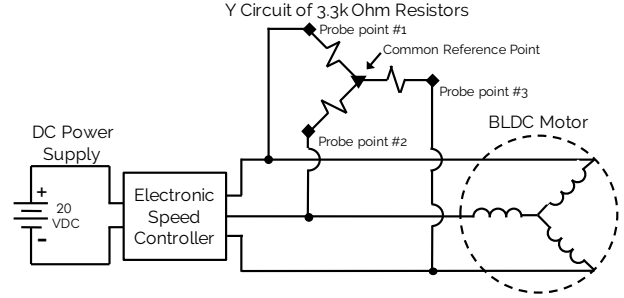 Y Circuit of 3.3k Ohm Resistors
Probe point #1
Common Reference Point
Probe point #3
Probe point #2
BLDC Motor
DC Power
Supply
+
20
VDC
-
Electronic
Speed
Controller